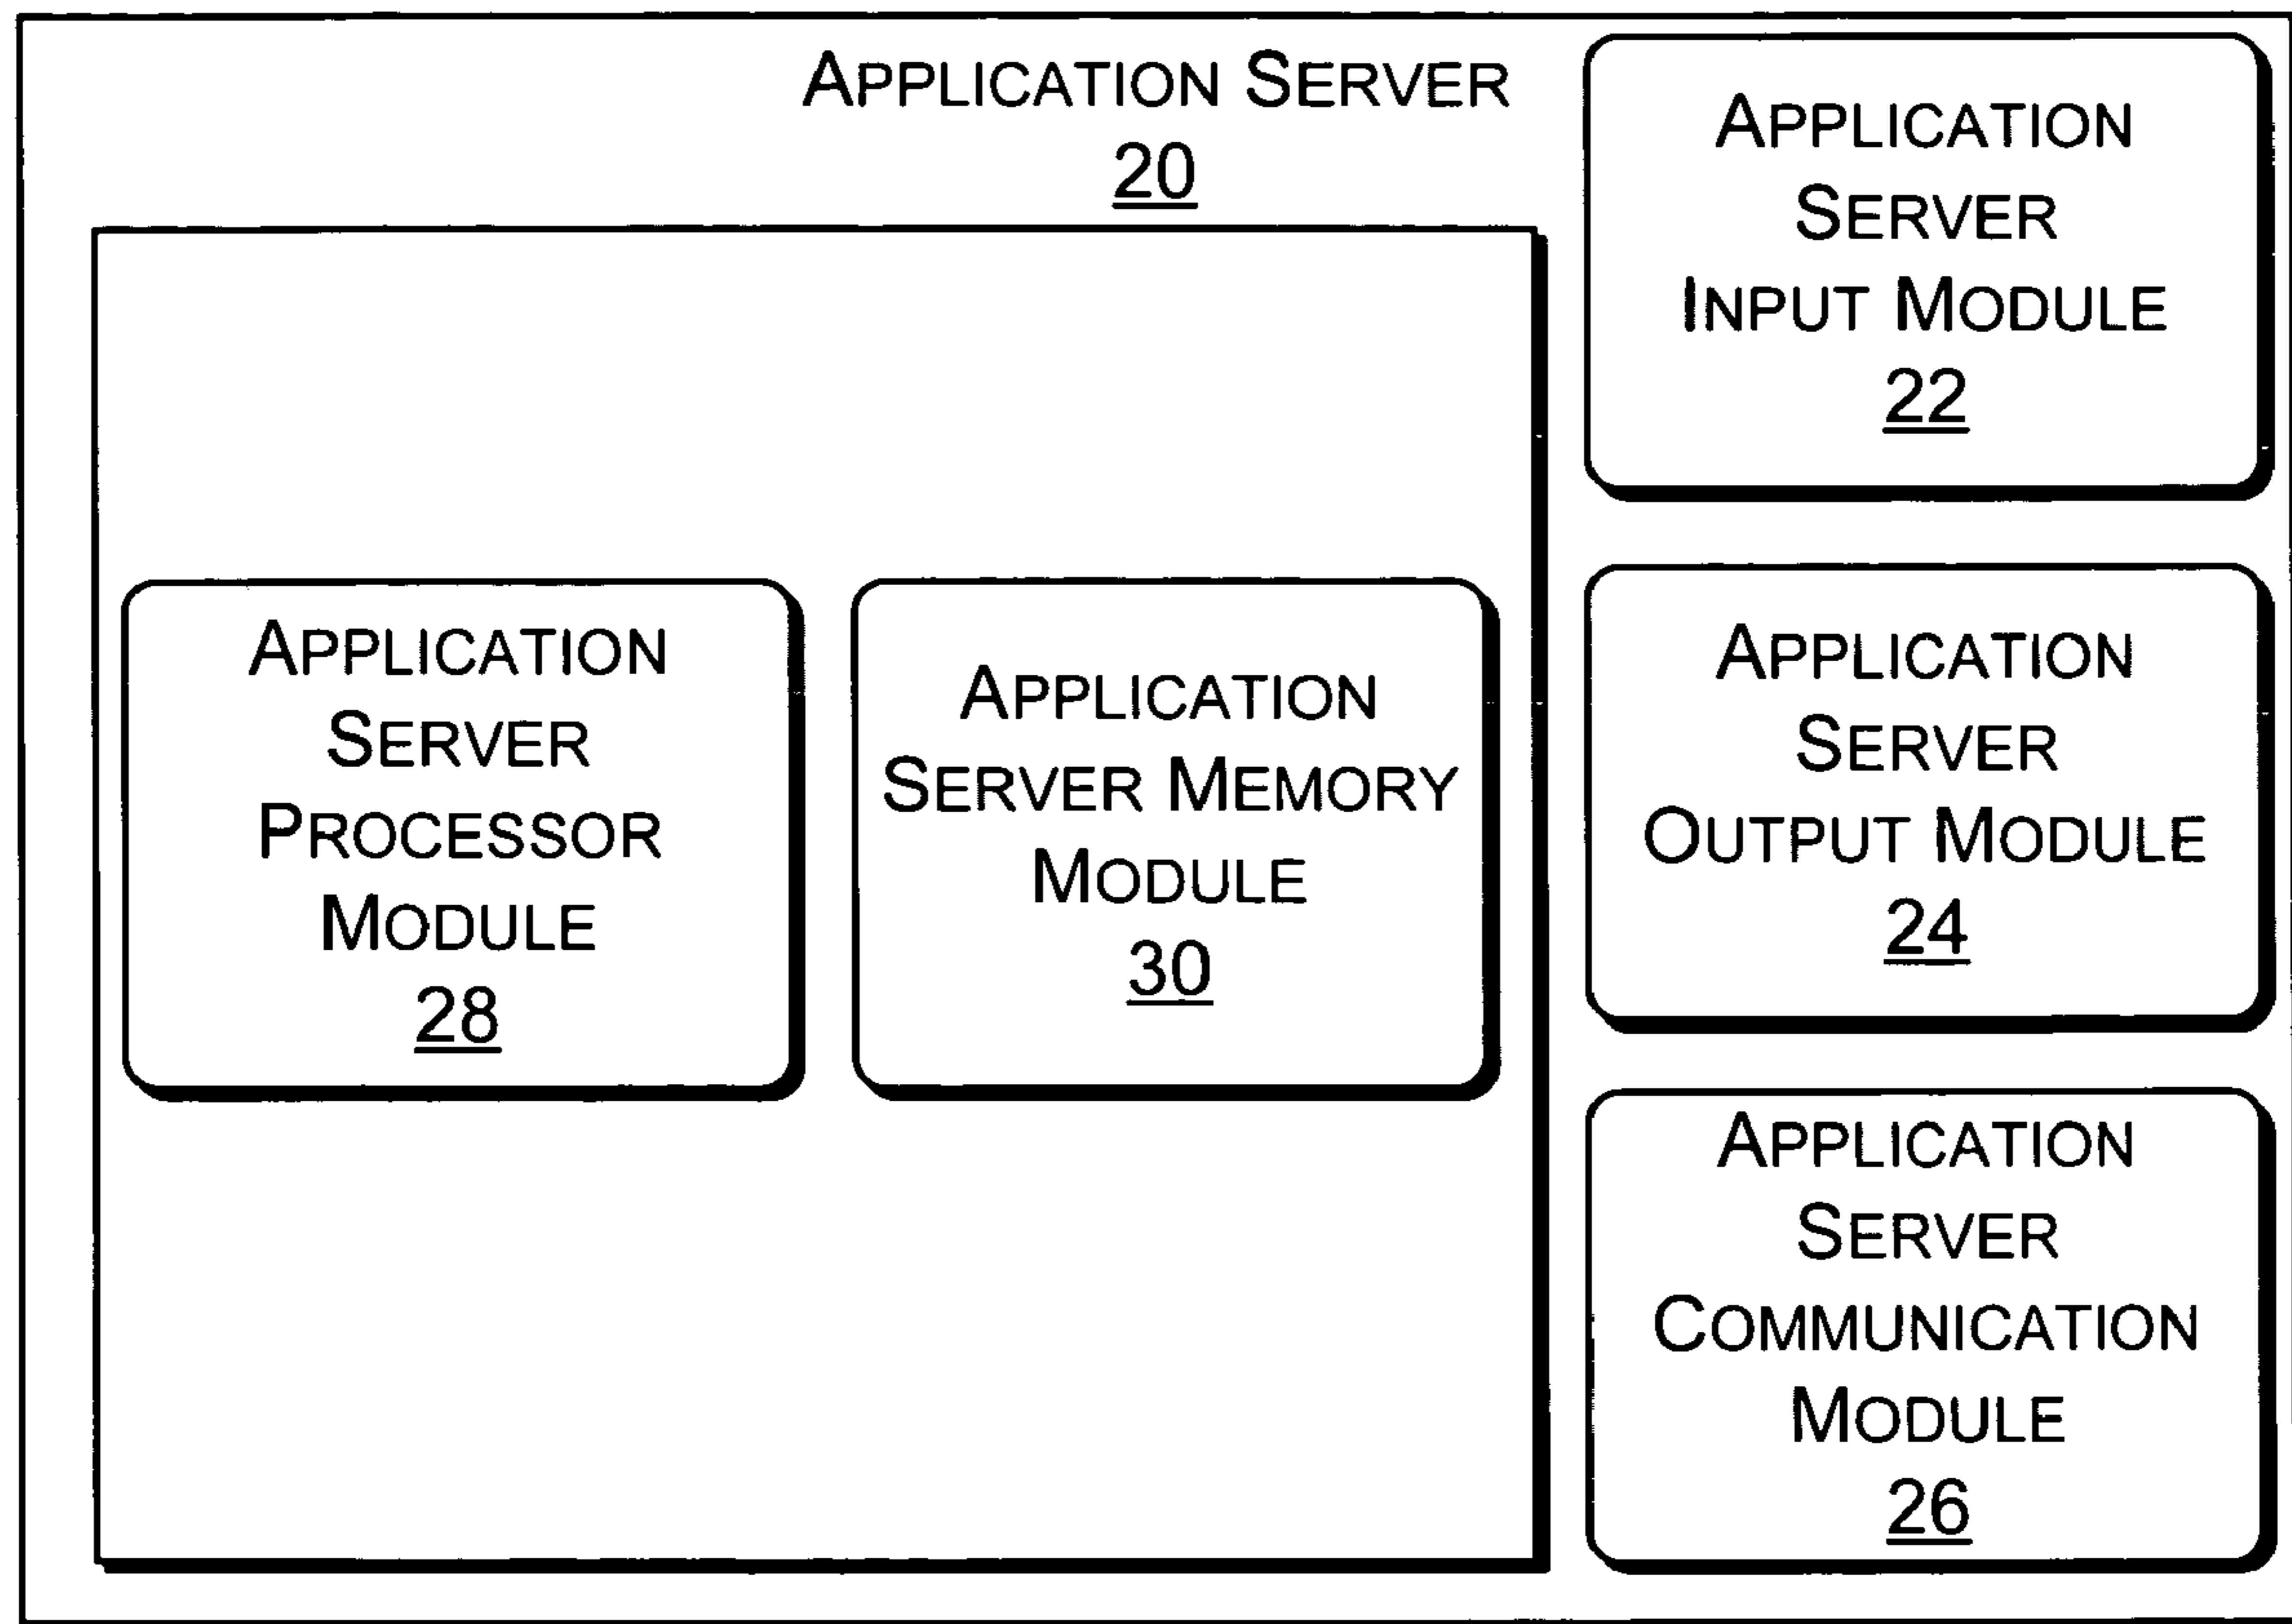 APPLICATION SERVER
20
APPLICATION
SERVER
INPUT MODULE
22
APPLICATION
SERVER
PROCESSOR
MODULE
28
APPLICATION
SERVER MEMORY
MODULE
30
APPLICATION
SERVER
OUTPUT MODULE
24
APPLICATION
SERVER
COMMUNICATION
MODULE
26